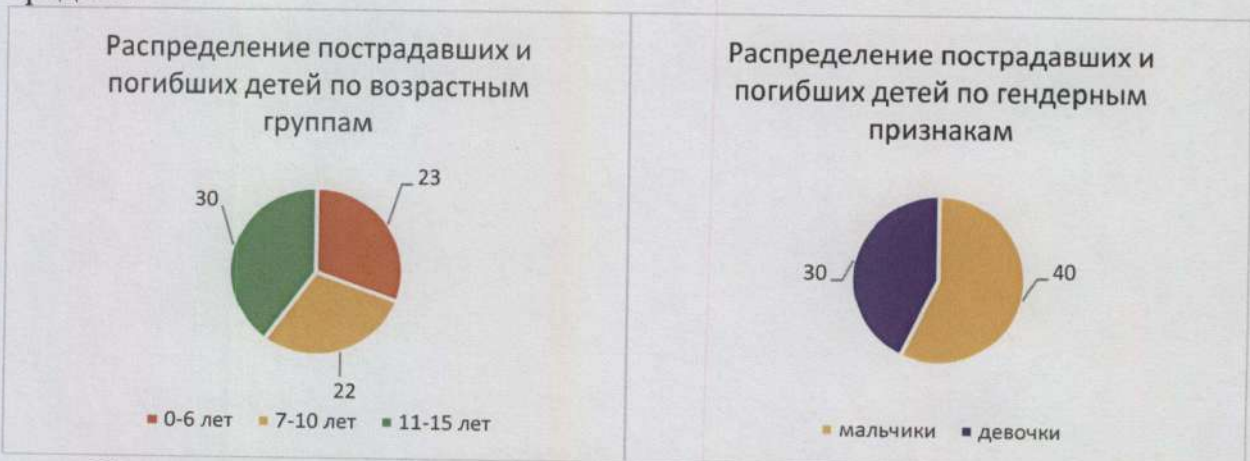 Распределение пострадавших и
погибших детей по возрастным
группам
30
23
22
0-6 лет 7-10 лет 11-15 лет
Распределение пострадавших и
погибших детей по гендерным
признакам
30
40
мальчики девочки